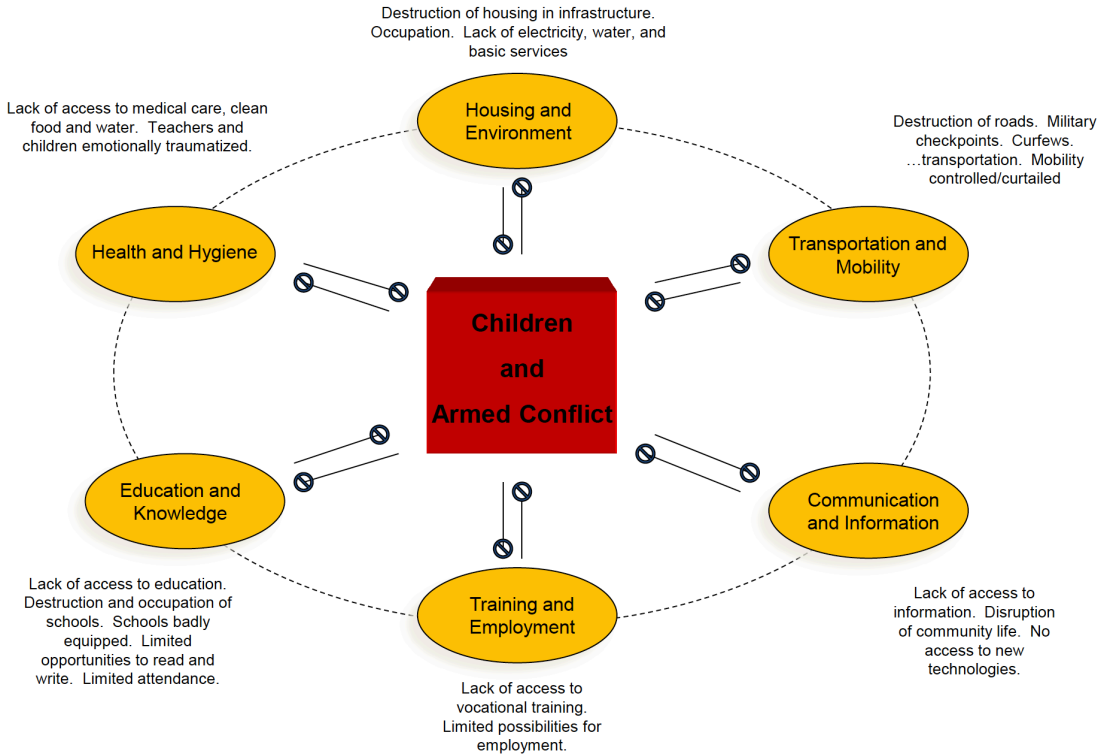 Destruction of housing in infrastructure.
Occupation. Lack of electricity, water, and
basic services
Housing and
Environment
Lack of access to medical care, clean
food and water. Teachers and
children emotionally traumatized.
Health and Hygiene
Destruction of roads. Military
checkpoints. Curfews.
…transportation. Mobility
controlled/curtailed
Transportation and
Mobility
Children
and
Armed Conflict
Education and
Knowledge
Lack of access to education.
Destruction and occupation of
schools. Schools badly
equipped. Limited
opportunities to read and
write. Limited attendance.
Training and
Employment
Lack of access to
vocational training.
Limited possibilities for
employment.
Communication
and Information
Lack of access to
information. Disruption
of community life. No
access to new
technologies.